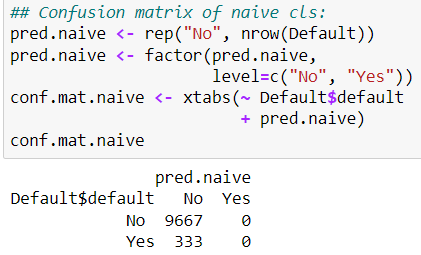 ## Confusion matrix of naive cls:
pred.naive <- rep("No", nrow(Default))
pred.naive <- factor(pred.naive,
                     level=c("No", "Yes"))
conf.mat.naive <- xtabs(~ Default$default
                        + pred.naive)
conf.mat.naive
               pred.naive
Default$default   No  Yes
            No  9667    0
            Yes  333    0